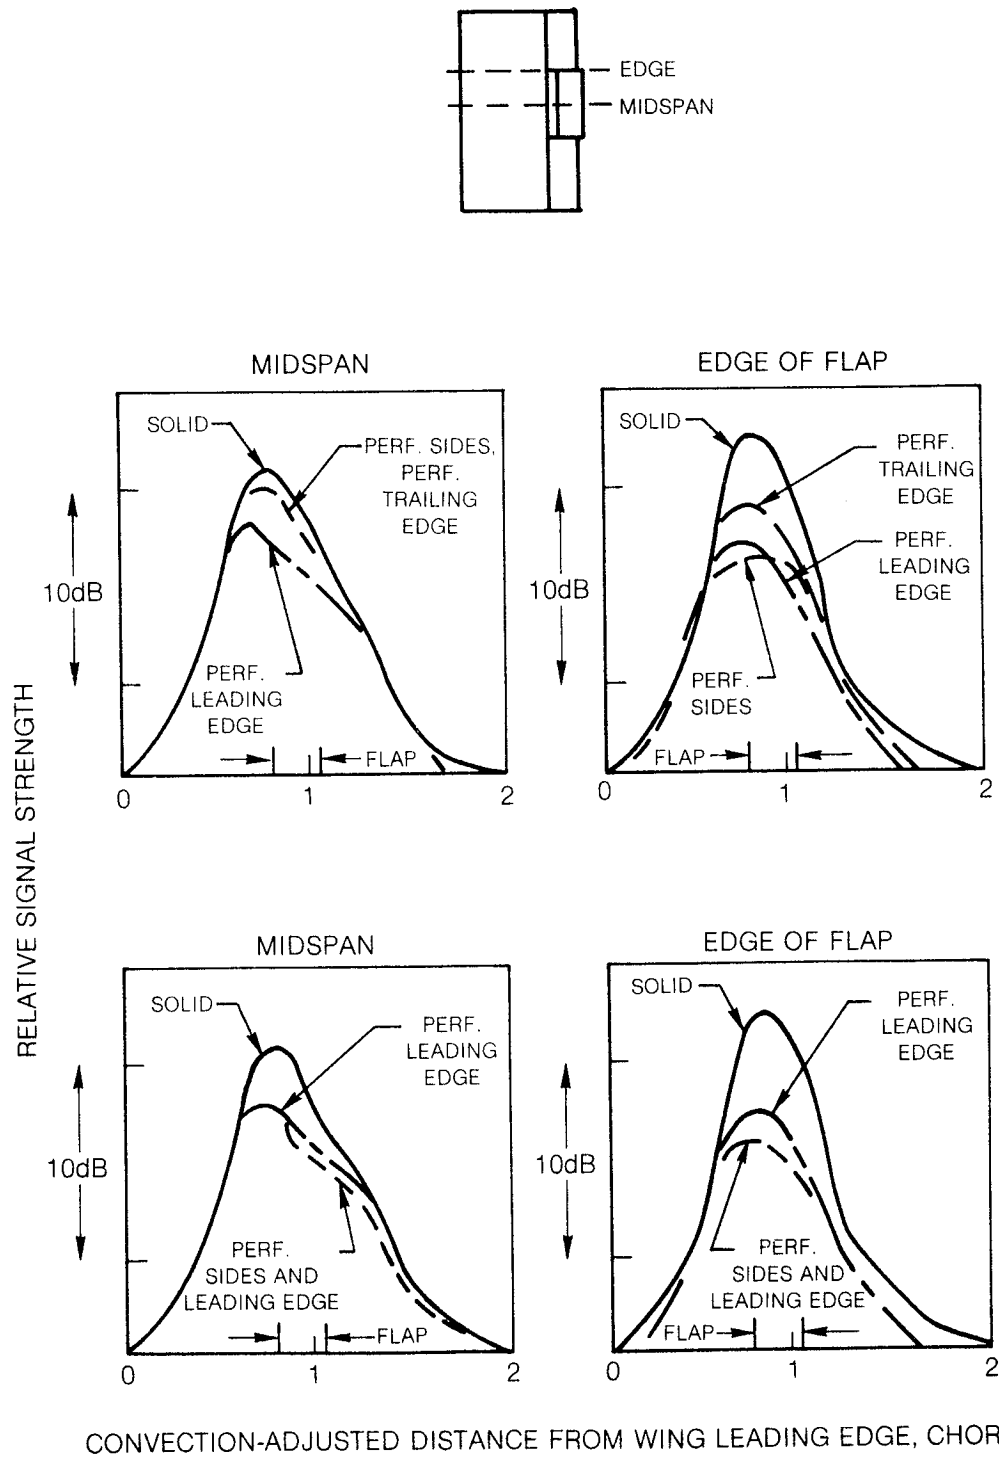 EDGE
MIDSPAN
MIDSPAN
SOLID
PERF. SIDES,
PERF.
TRAILING
EDGE
10dB
PERF.
LEADING
EDGE
FLAP
0
1
2
EDGE OF FLAP
SOLID
PERF.
TRAILING
EDGE
PERF.
LEADING
EDGE
10dB
PERF.
SIDES
FLAP
0
1
2
RELATIVE SIGNAL STRENGTH
MIDSPAN
SOLID
PERF.
LEADING
EDGE
10dB
PERF.
SIDES AND
LEADING EDGE
FLAP
0
1
2
EDGE OF FLAP
SOLID
PERF.
LEADING
EDGE
10dB
PERF.
SIDES AND
LEADING EDGE
FLAP
0
1
2
CONVECTION-ADJUSTED DISTANCE FROM WING LEADING EDGE, CHOR